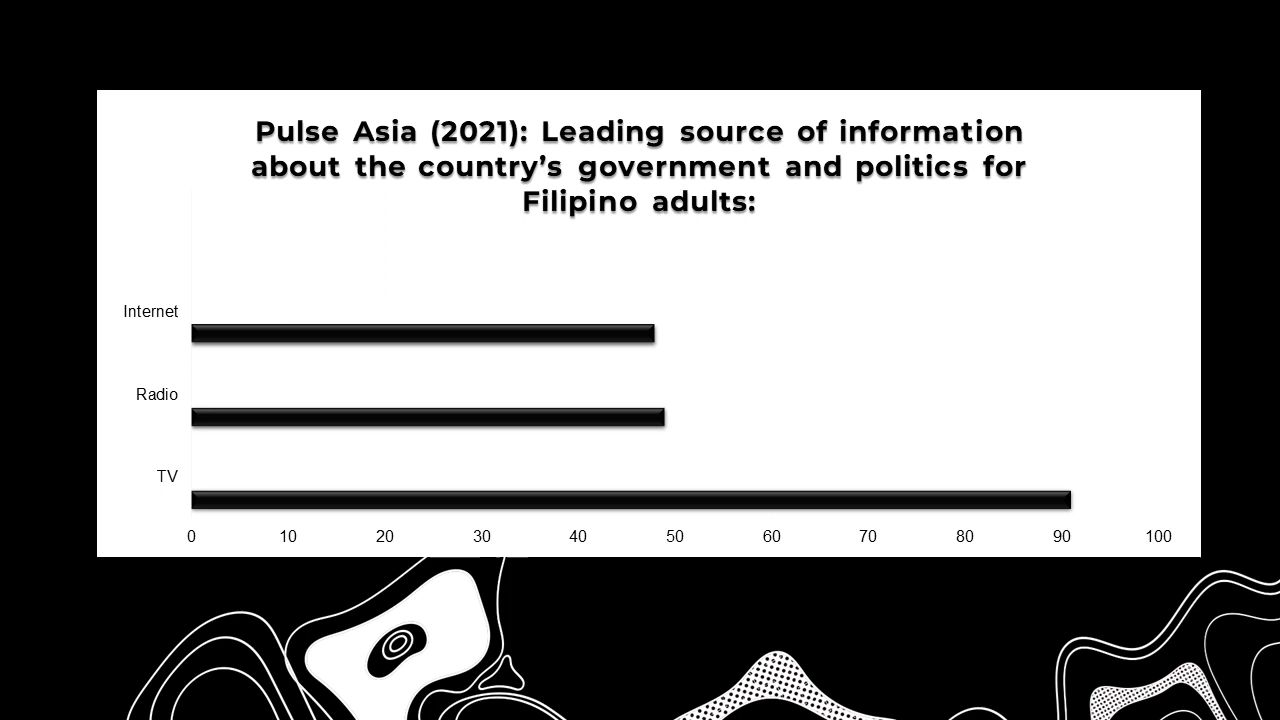 Pulse Asia (2021): Leading source of information
about the country’s government and politics for
Filipino adults:
Internet
Radio
TV
0 10 20 30 40 50 60 70 80 90 100